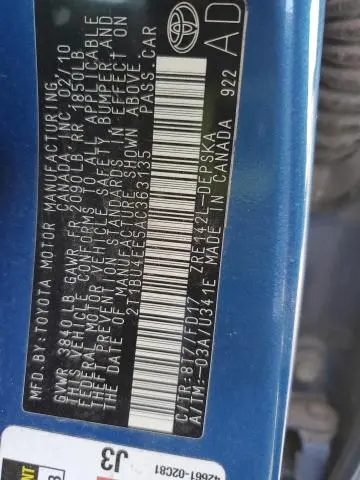 MFD. BY: TOYOTA MOTOR MANUFACTURING,
CANADA INC. 02/10
GVWR 3840LB GAWR FR 2090LB RR 1850LB
THIS VEHICLE CONFORMS TO ALL APPLICABLE
FEDERAL MOTOR VEHICLE SAFETY, BUMPER AND
THEFT PREVENTION STANDARDS IN EFFECT ON
THE DATE OF MANUFACTURE SHOWN ABOVE.
2T1BU4EE5AC363135 PASS. CAR
C/TR: 8T7/FD17 ZRE142L-DEPSKA
A/TM: -03A/U341E MADE IN CANADA 922
AD
TOYOTA
J3
42661-02C81